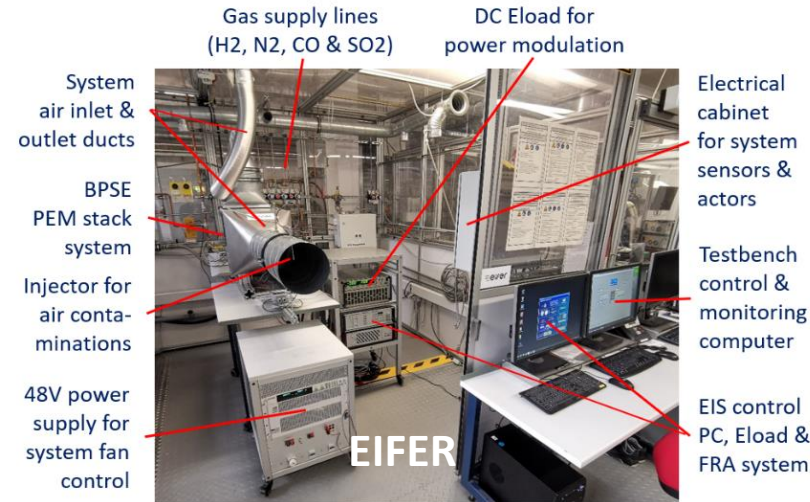 Gas supply lines
(H2, N2, CO & SO2)
DC Eload for
power modulation
System
air inlet &
outlet ducts
BPSE
PEM stack
system
Injector for
air conta-
minations
48V power
supply for
system fan
control
Electrical
cabinet
for system
sensors &
actors
Testbench
control &
monitoring
computer
EIS control
PC, Eload &
FRA system
EIFER